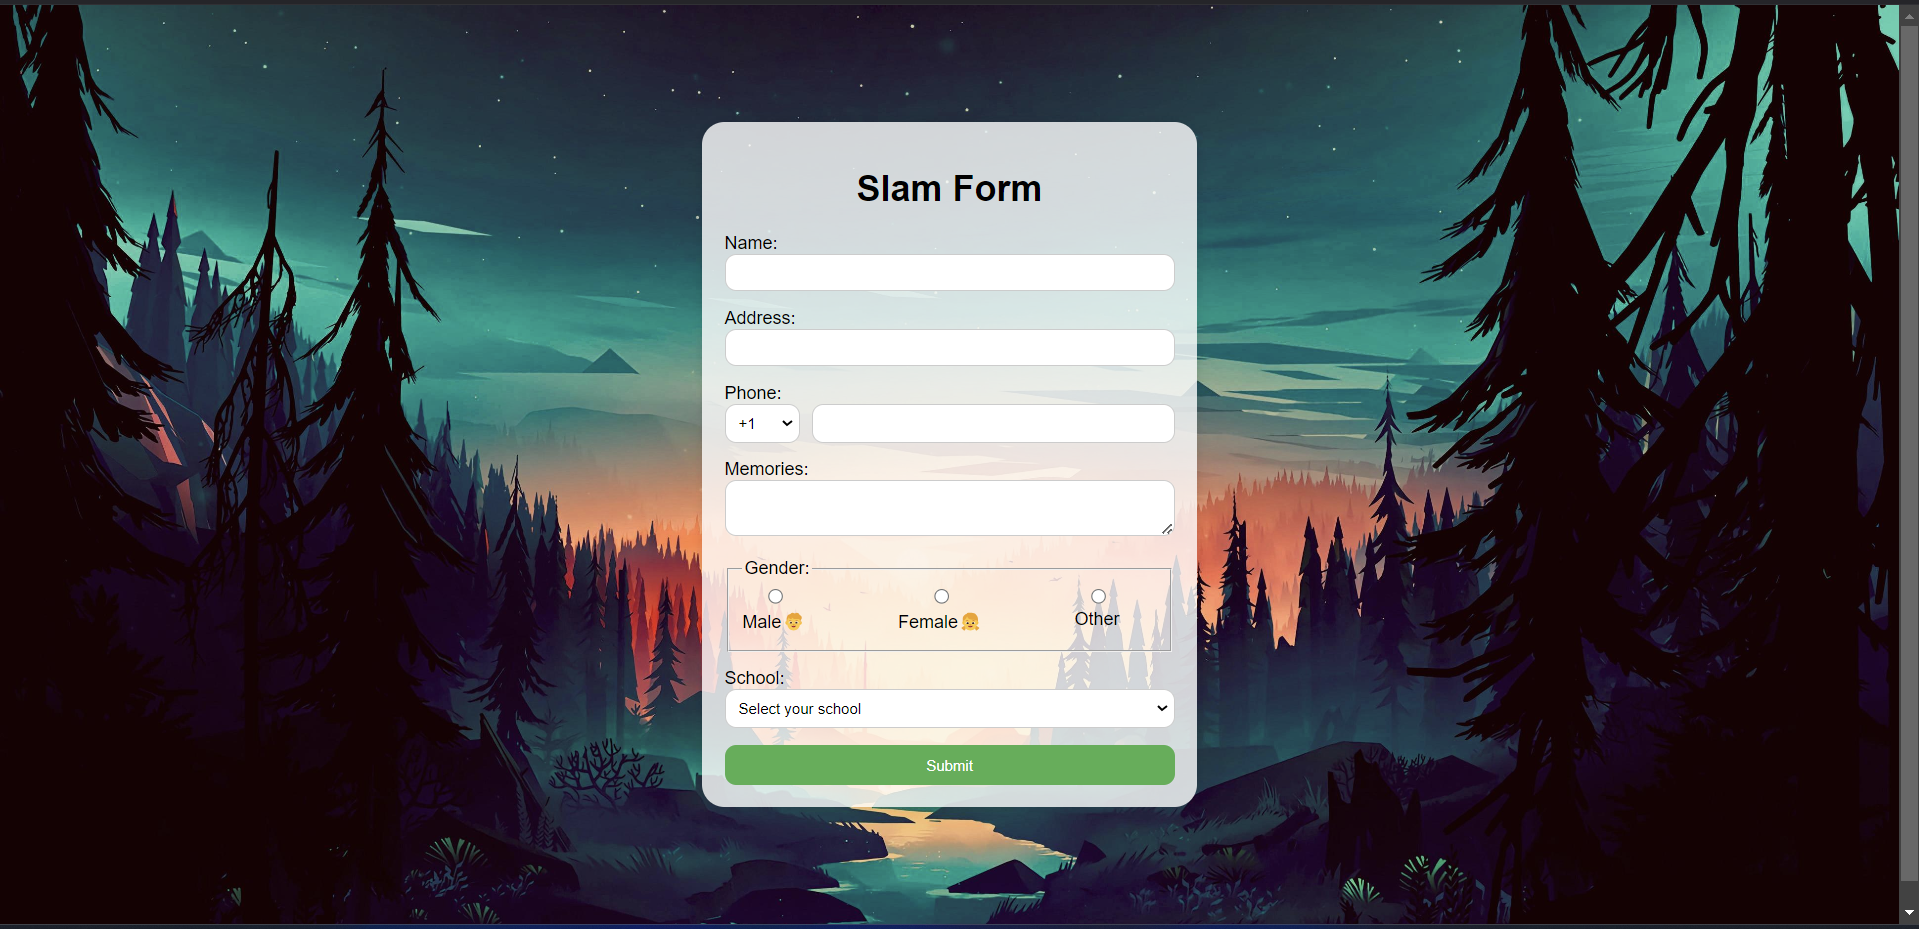 Slam Form
Name:
Address:
Phone:
+1
Memories:
Gender:
Male👦 Female👧 Other
School:
Select your school
Submit